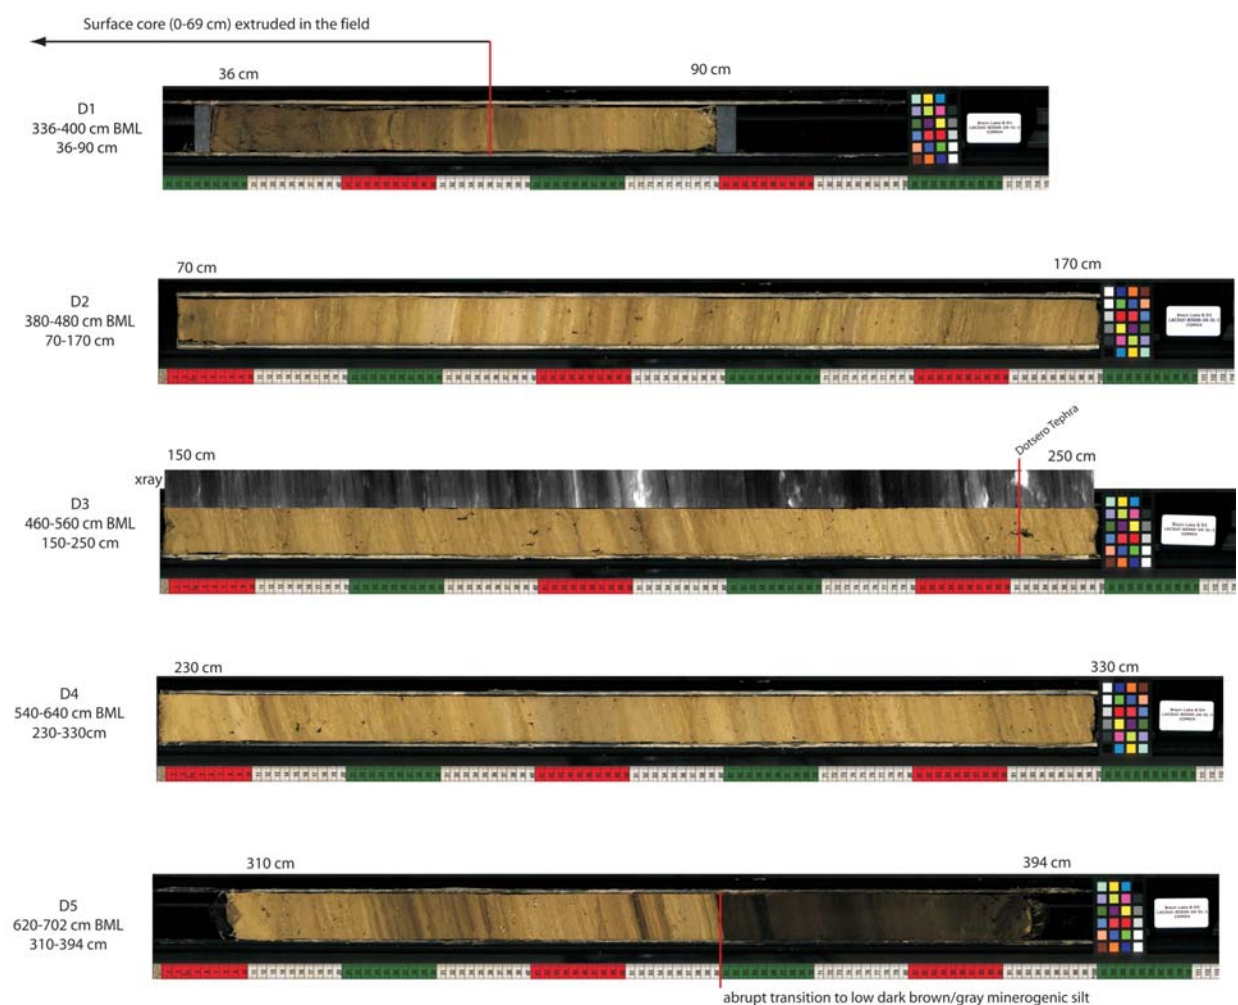 Surface core (0-69 cm) extruded in the field
36 cm
90 cm
D1
336-400 cm BML
36-90 cm
70 cm
170 cm
D2
380-480 cm BML
70-170 cm
Dotsero Tephra
150 cm
250 cm
xray
D3
460-560 cm BML
150-250 cm
230 cm
330 cm
D4
540-640 cm BML
230-330cm
310 cm
394 cm
D5
620-702 cm BML
310-394 cm
abrupt transition to low dark brown/gray minerogenic silt